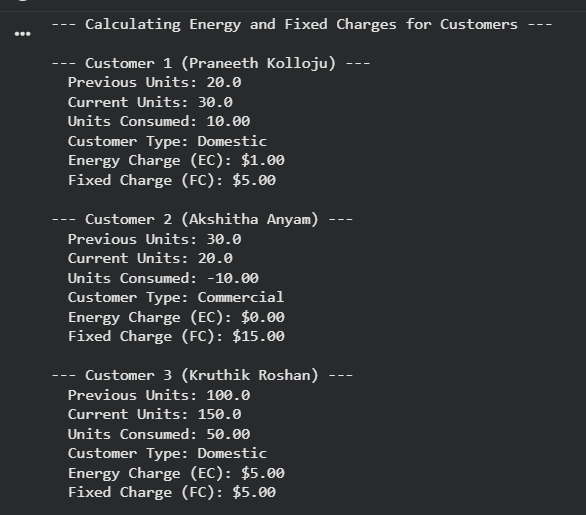 --- Calculating Energy and Fixed Charges for Customers ---
--- Customer 1 (Praneeth Kolloju) ---
Previous Units: 20.0
Current Units: 30.0
Units Consumed: 10.00
Customer Type: Domestic
Energy Charge (EC): $1.00
Fixed Charge (FC): $5.00
--- Customer 2 (Akshitha Anyam) ---
Previous Units: 30.0
Current Units: 20.0
Units Consumed: -10.00
Customer Type: Commercial
Energy Charge (EC): $0.00
Fixed Charge (FC): $15.00
--- Customer 3 (Kruthik Roshan) ---
Previous Units: 100.0
Current Units: 150.0
Units Consumed: 50.00
Customer Type: Domestic
Energy Charge (EC): $5.00
Fixed Charge (FC): $5.00